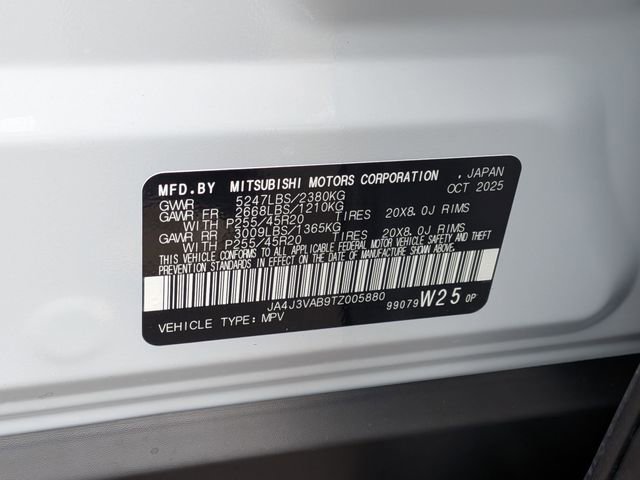 MFD.BY MITSUBISHI MOTORS CORPORATION , JAPAN
GVWR 5247LBS/2380KG OCT 2025
GAWR FR 2668LBS/1210KG
WITH P255/45R20 TIRES 20X8.0J RIMS
GAWR RR 3009LBS/1365KG
WITH P255/45R20 TIRES 20X8.0J RIMS
THIS VEHICLE CONFORMS TO ALL APPLICABLE FEDERAL MOTOR VEHICLE SAFETY AND THEFT
PREVENTION STANDARDS IN EFFECT ON THE DATE OF MANUFACTURE SHOWN ABOVE.
JA4J3VAB9TZ005880
VEHICLE TYPE: MPV 99079 W25 0P